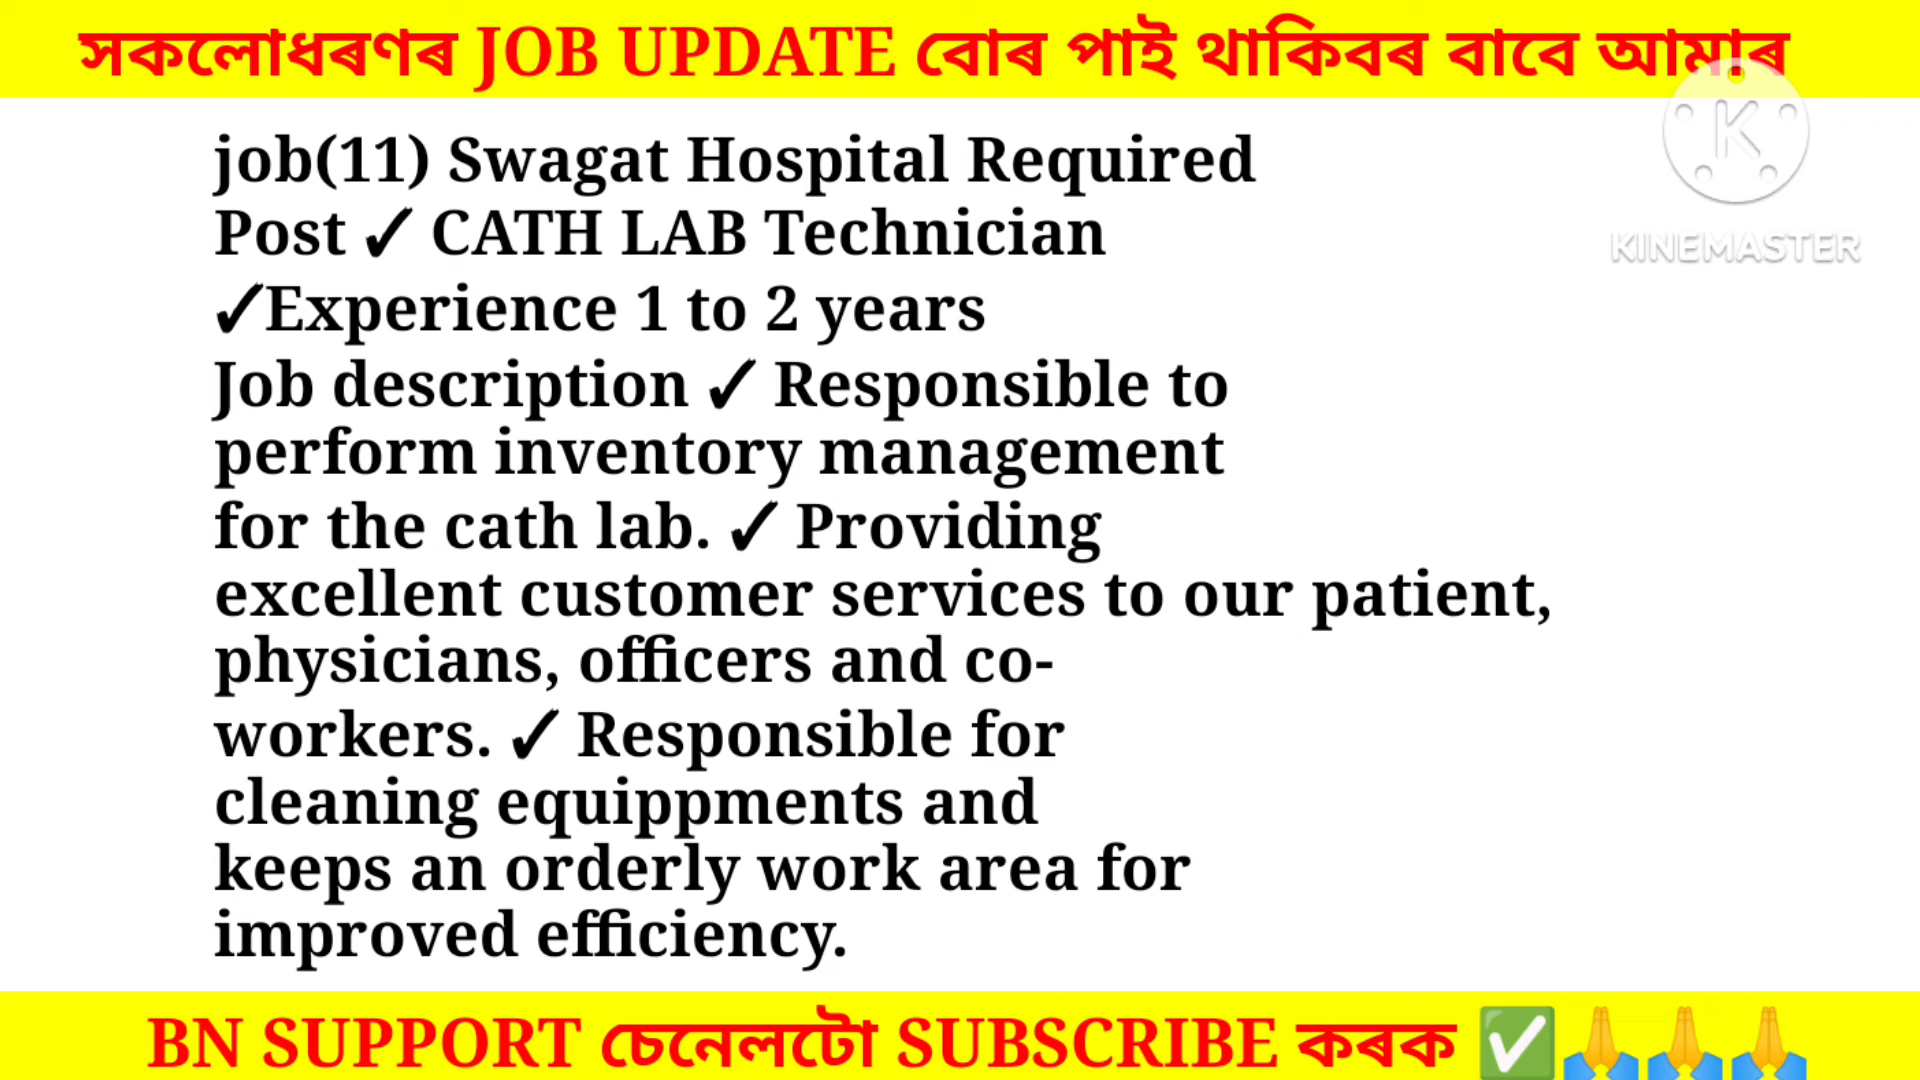 সকলোধৰণৰ JOB UPDATE বোৰ পাই থাকিবৰ বাবে আমাৰ
job(11) Swagat Hospital Required
Post ✓ CATH LAB Technician
✓Experience 1 to 2 years
Job description ✓ Responsible to
perform inventory management
for the cath lab. ✓ Providing
excellent customer services to our patient,
physicians, officers and co-
workers. ✓ Responsible for
cleaning equippments and
keeps an orderly work area for
improved efficiency.
K
KINEMASTER
BN SUPPORT চেনেলটো SUBSCRIBE কৰক ✅🙏🙏🙏